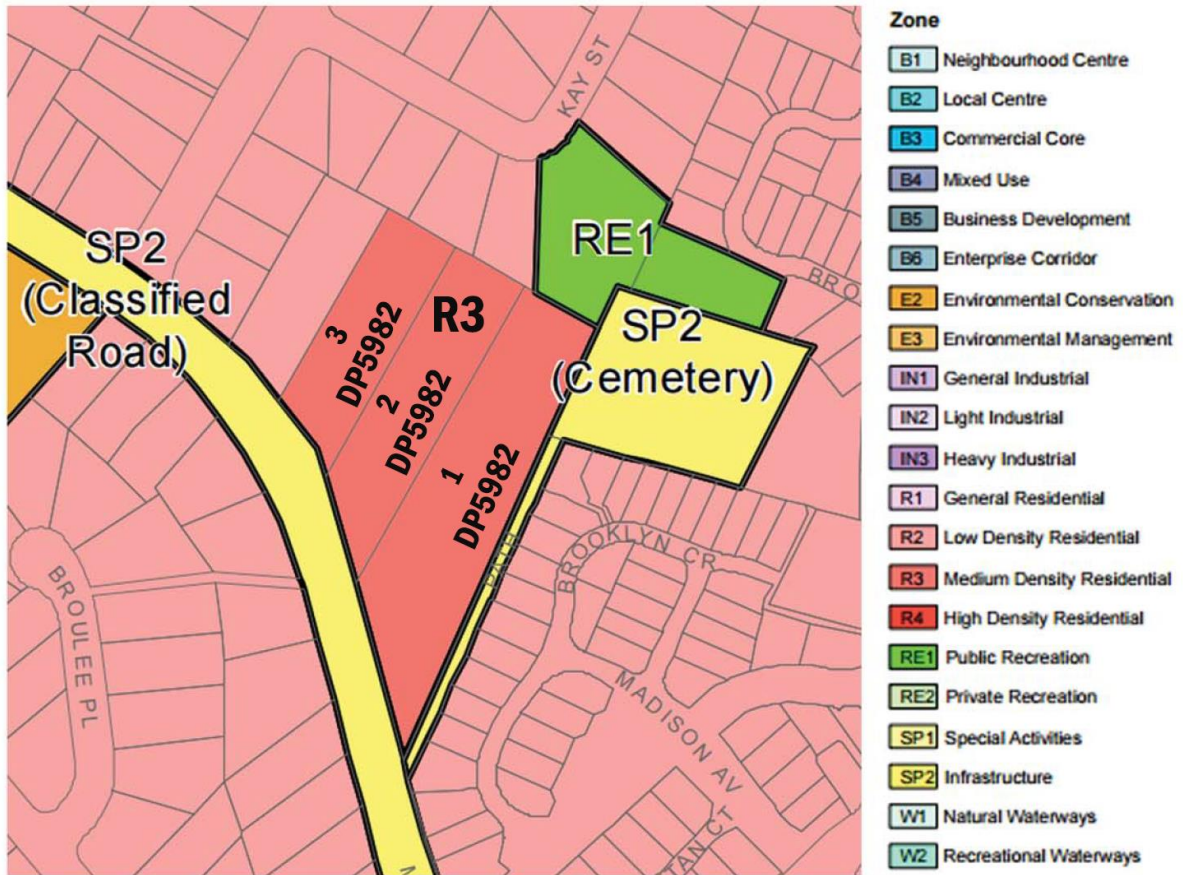 KAY ST
SP2
(Classified
Road)
RE1
R3
SP2
(Cemetery)
3
DP5982
2
DP5982
1
DP5982
PATH
BROOKLYN CR
BROULEE PL
MADISON AV
BRO
TAN CT
Zone
B1 Neighbourhood Centre
B2 Local Centre
B3 Commercial Core
B4 Mixed Use
B5 Business Development
B6 Enterprise Corridor
E2 Environmental Conservation
E3 Environmental Management
IN1 General Industrial
IN2 Light Industrial
IN3 Heavy Industrial
R1 General Residential
R2 Low Density Residential
R3 Medium Density Residential
R4 High Density Residential
RE1 Public Recreation
RE2 Private Recreation
SP1 Special Activities
SP2 Infrastructure
W1 Natural Waterways
W2 Recreational Waterways